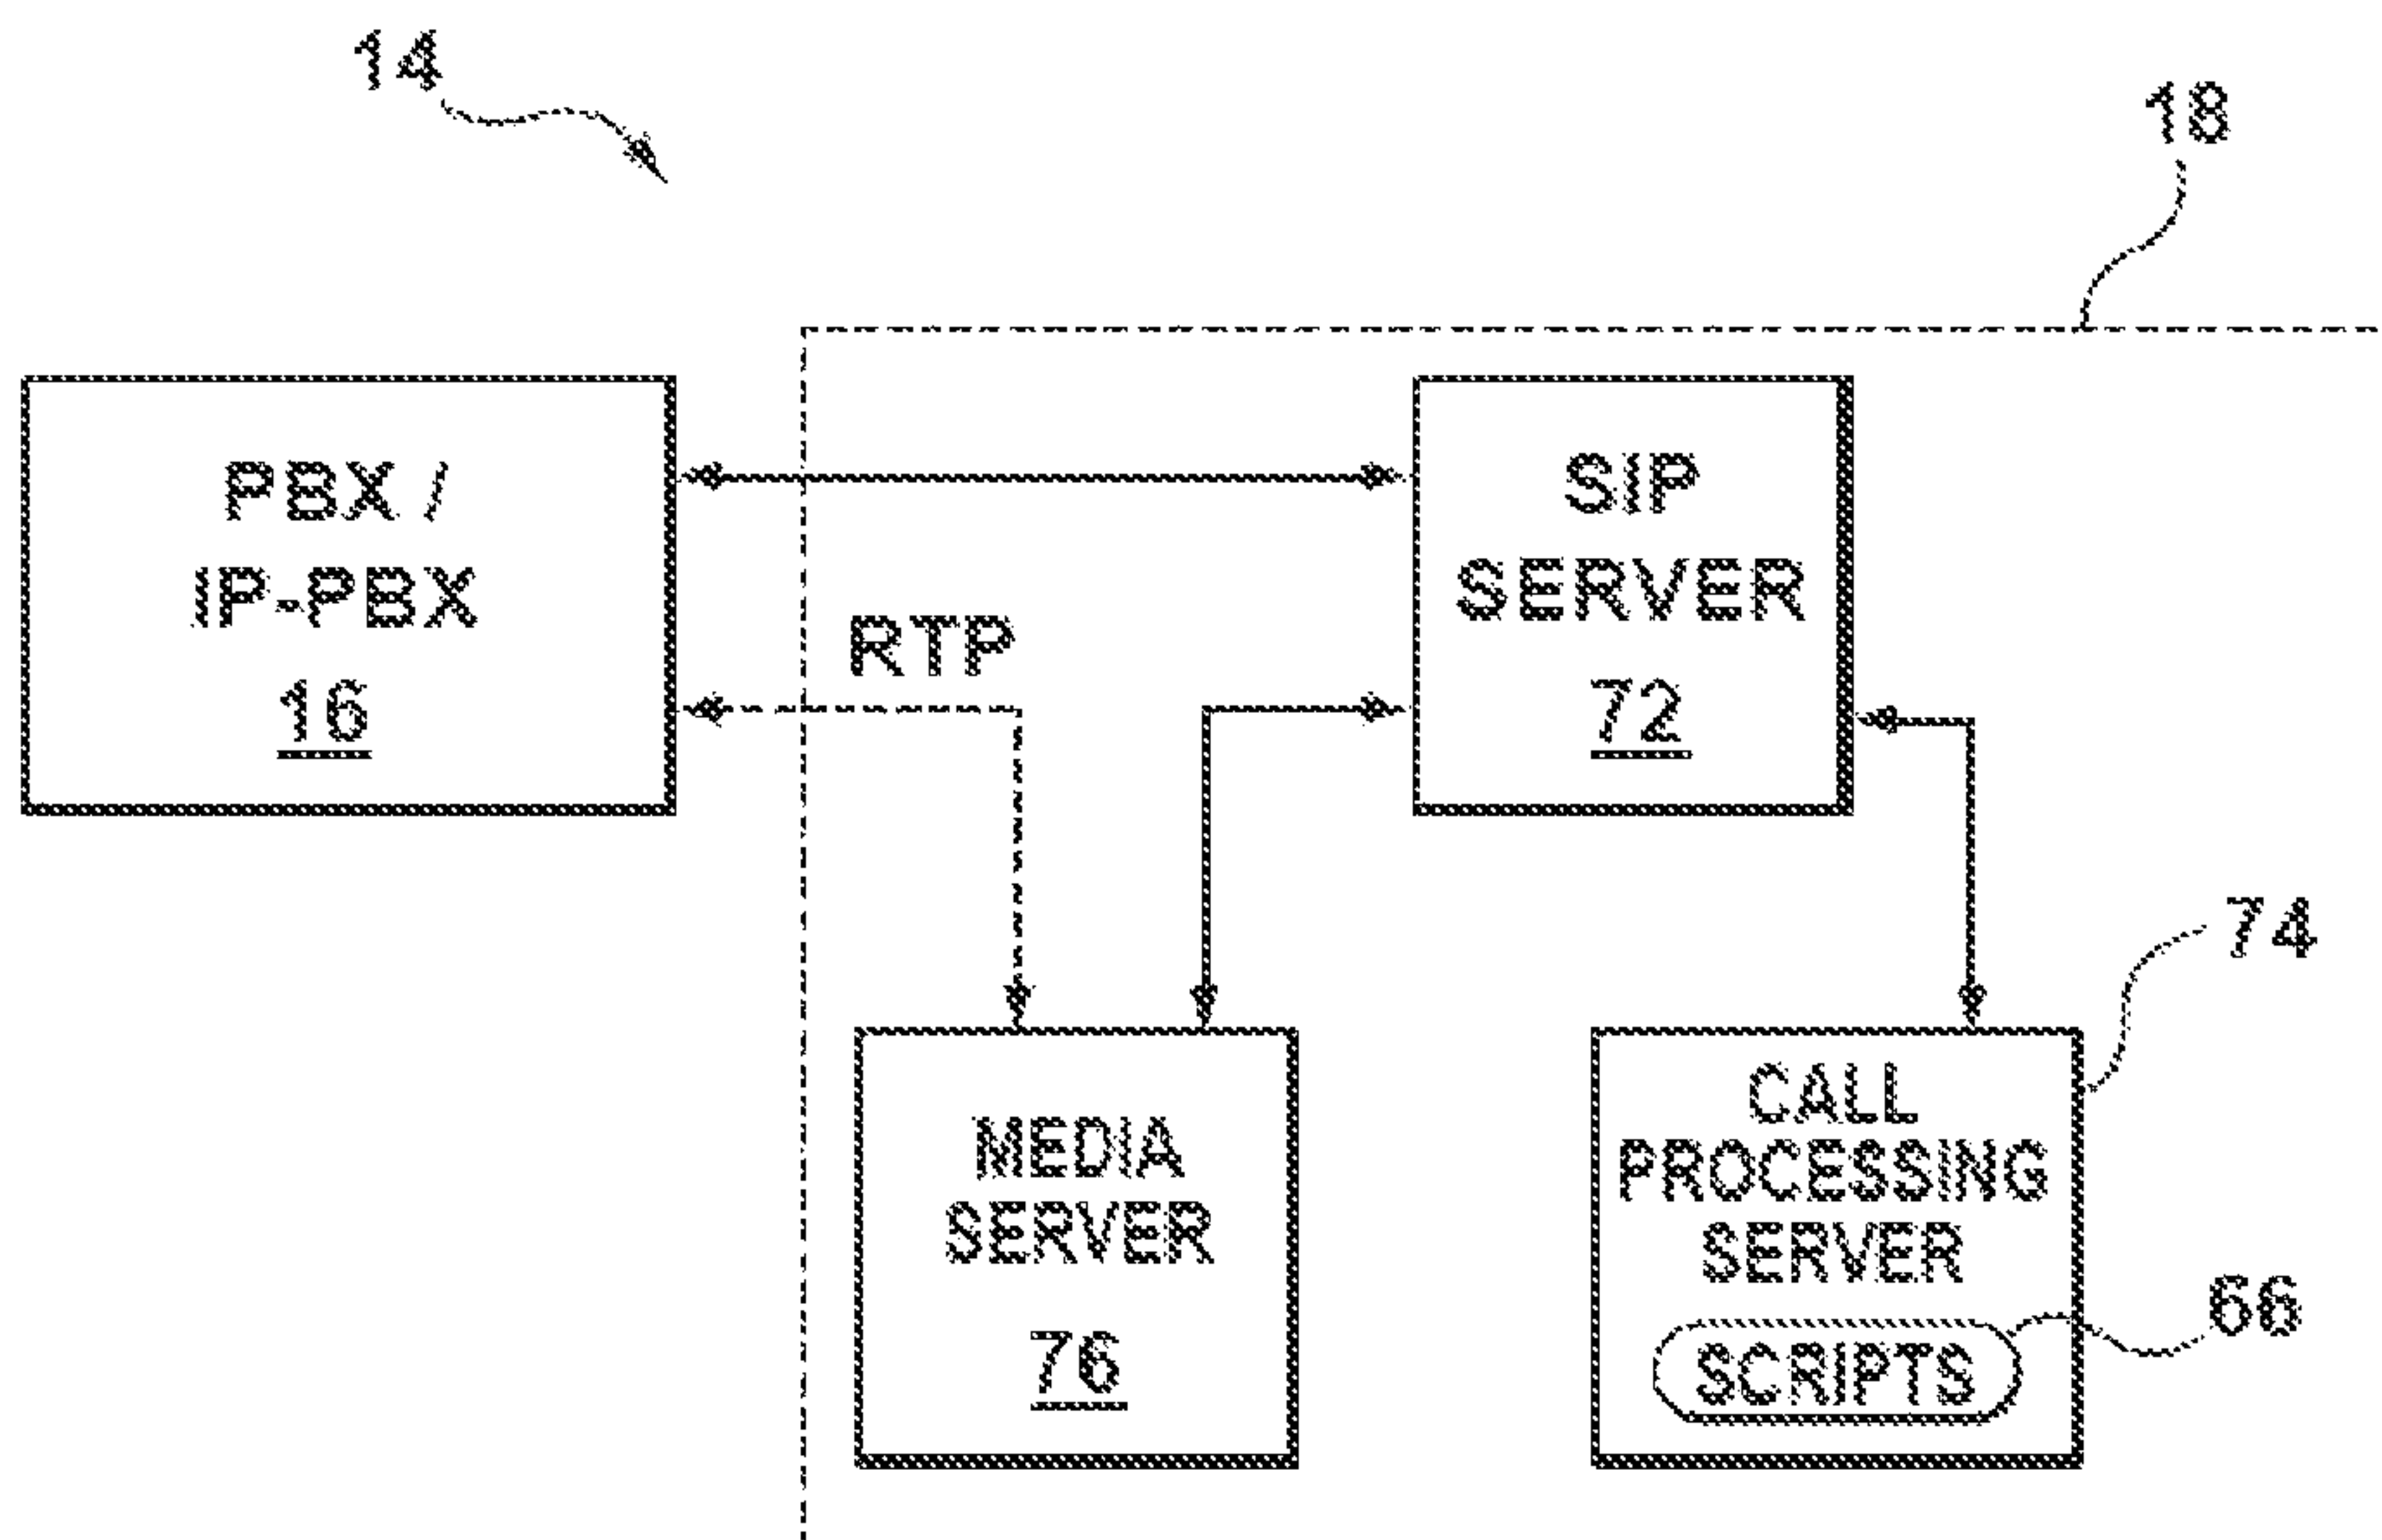 14
18
PBX /
IP-PBX
16
SIP
SERVER
72
RTP
74
MEDIA
SERVER
76
CALL
PROCESSING
SERVER
66
SCRIPTS